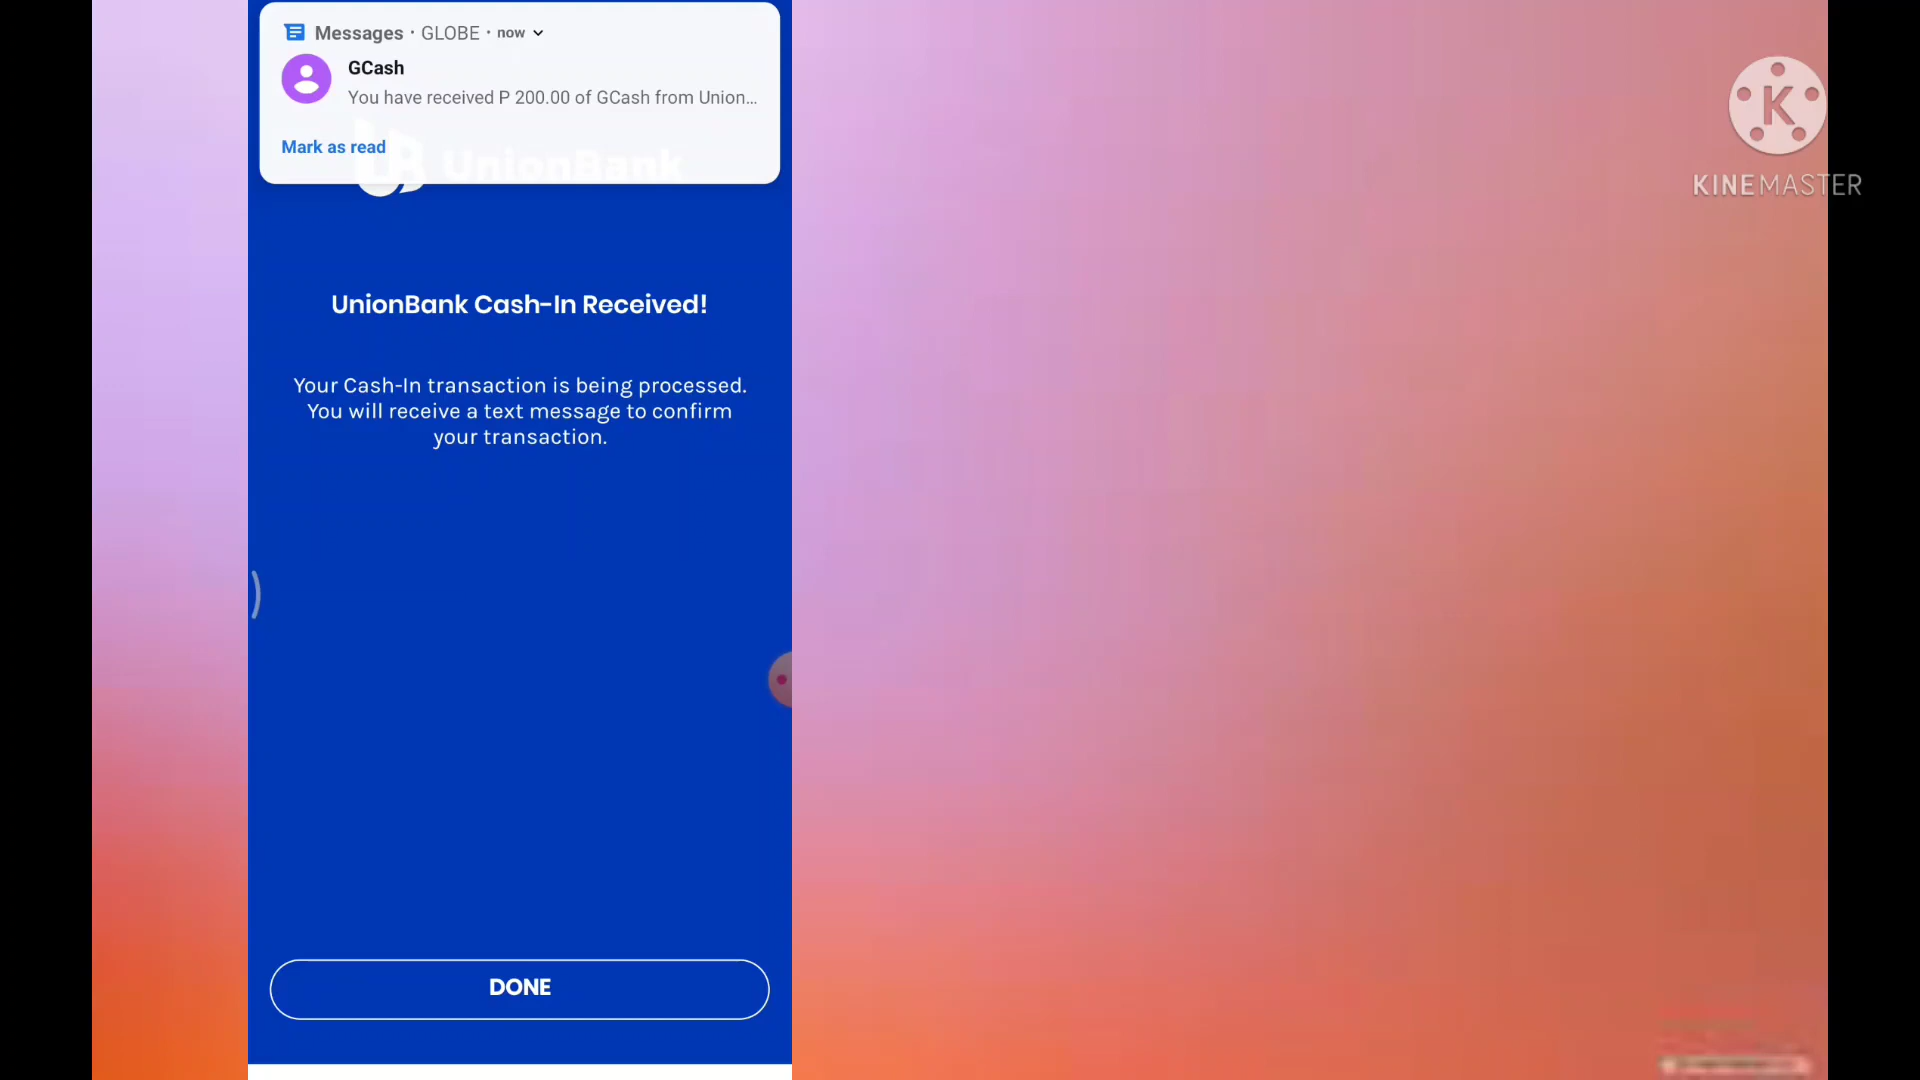 Messages · GLOBE · now
GCash
You have received P 200.00 of GCash from Union...
Mark as read
UnionBank
UnionBank Cash-In Received!
Your Cash-In transaction is being processed.
You will receive a text message to confirm
your transaction.
DONE
K
KINEMASTER